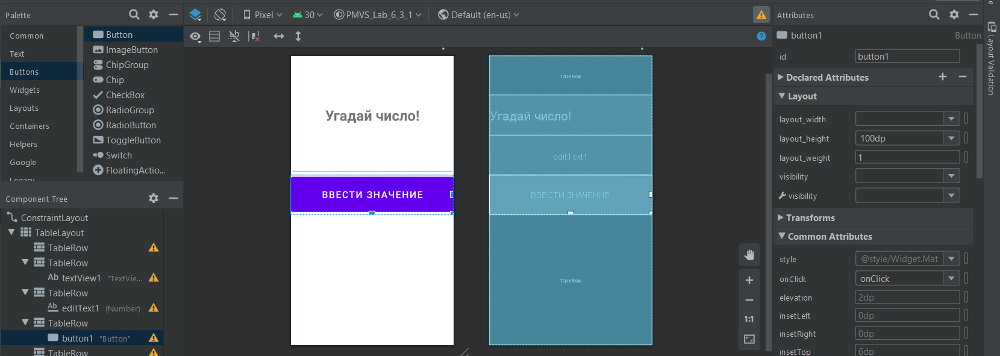 Palette
Common
Text
Buttons
Widgets
Layouts
Containers
Helpers
Google
Legacy
Button
ImageButton
ChipGroup
Chip
CheckBox
RadioGroup
RadioButton
ToggleButton
Switch
FloatingActio...
Component Tree
ConstraintLayout
TableLayout
TableRow
TableRow
Ab textView1 "TextVie...
TableRow
Ab editText1 (Number)
TableRow
button1 "Button"
TableRow
Pixel 30 PMVS_Lab_6_3_1 Default (en-us)
Угадай число!
ВВЕСТИ ЗНАЧЕНИЕ
TableRow
Угадай число!
editText1
ВВЕСТИ ЗНАЧЕНИЕ
TableRow
1:1
Attributes
button1 Button
id button1
Declared Attributes
Layout
layout_width
layout_height 100dp
layout_weight 1
visibility
visibility
Transforms
Common Attributes
style @style/Widget.Mat
onClick onClick
elevation 2dp
insetLeft 0dp
insetRight 0dp
insetTop 6dp
Layout Validation